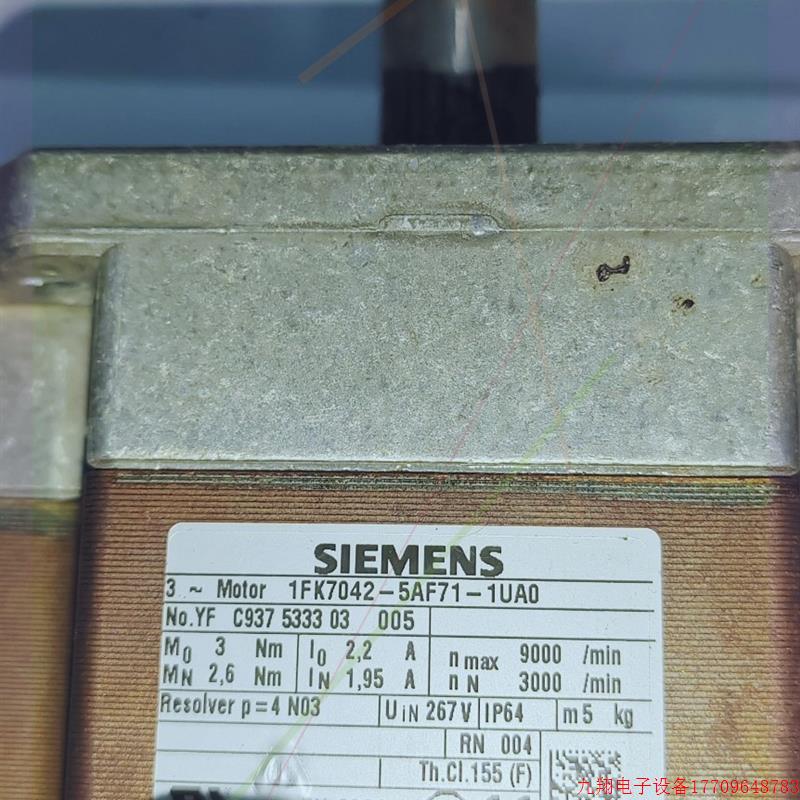 SIEMENS
3 ~ Motor 1FK7042-5AF71-1UA0
No.YF C937 5333 03 005
M0 3 Nm I0 2,2 A n max 9000 /min
MN 2,6 Nm IN 1,95 A n N 3000 /min
Resolver p=4 N03 UiN 267 V IP64 m 5 kg
RN 004
Th.Cl.155 (F)
九翔电子设备17709648783